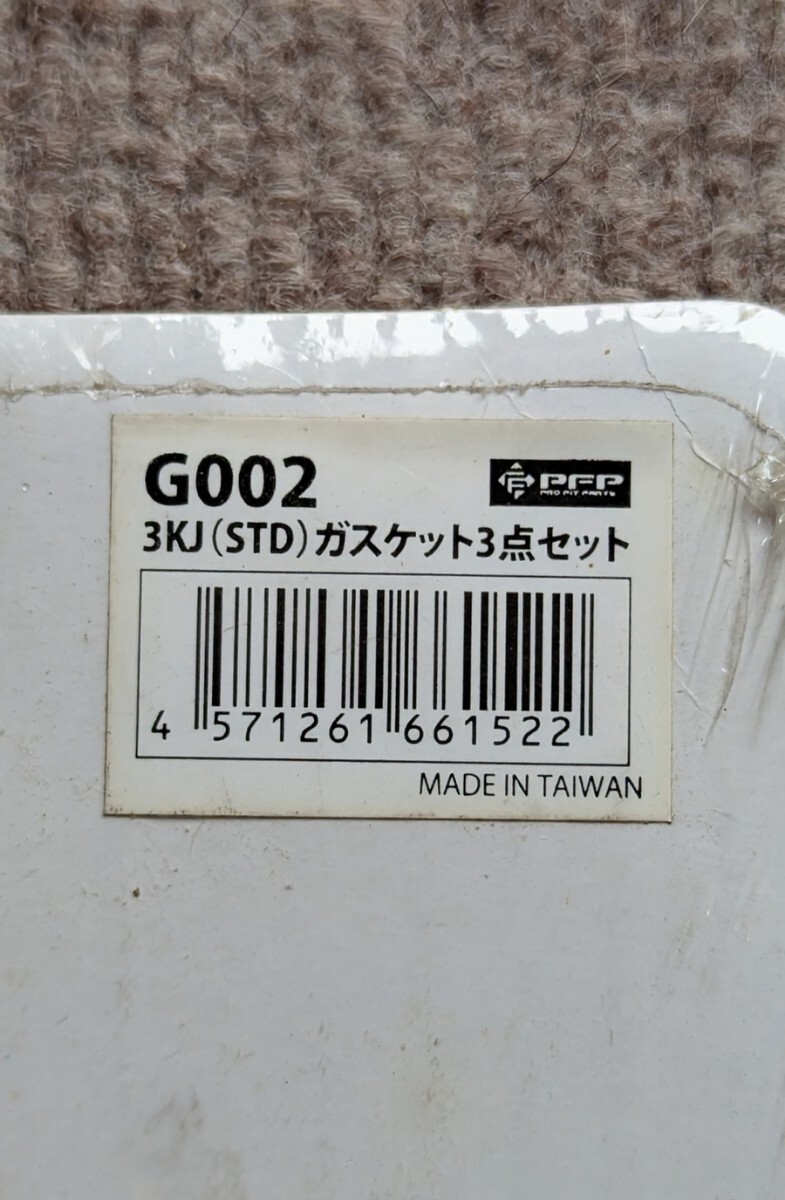 G002
PFP
PRO FIT PARTS
3KJ(STD)ガスケット3点セット
4 571261 661522
MADE IN TAIWAN